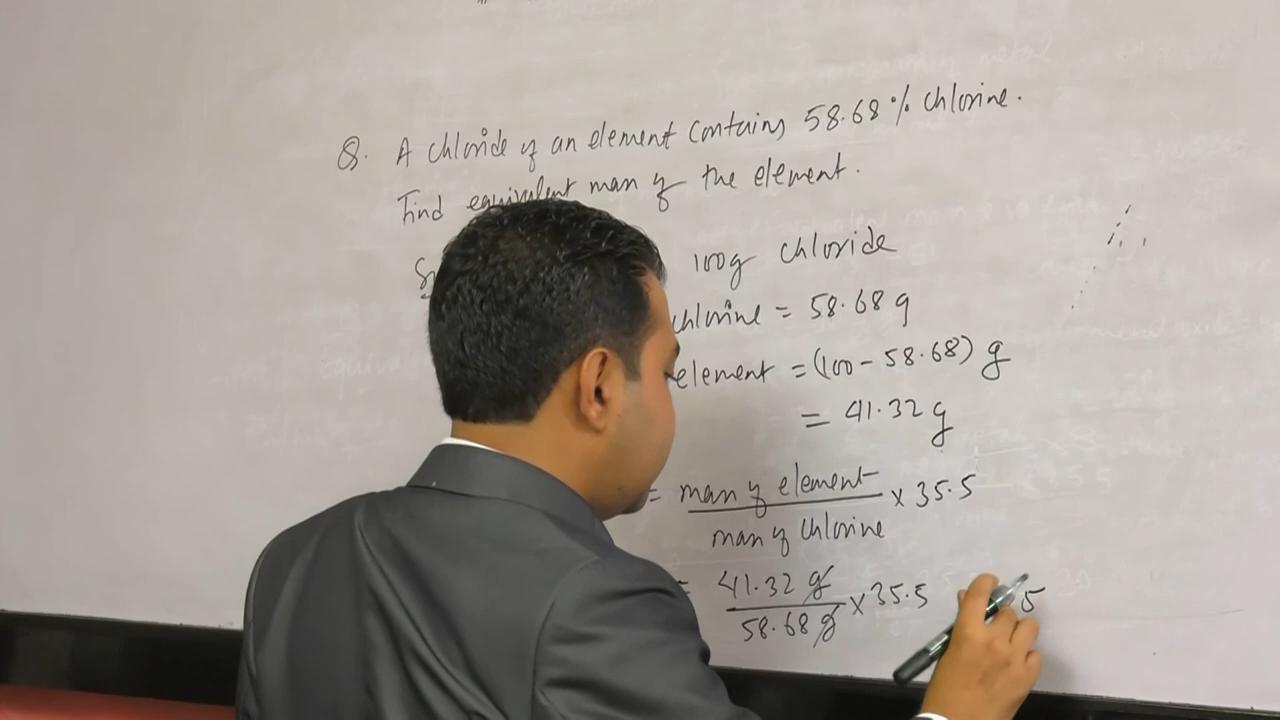 Q. A chloride of an element contains 58.68% chlorine.
Find equivalent mass of the element.
100g chloride
chlorine = 58.68 g
element = (100 - 58.68) g
= 41.32 g
= mass of element / mass of chlorine × 35.5
= 41.32 g / 58.68 g × 35.5